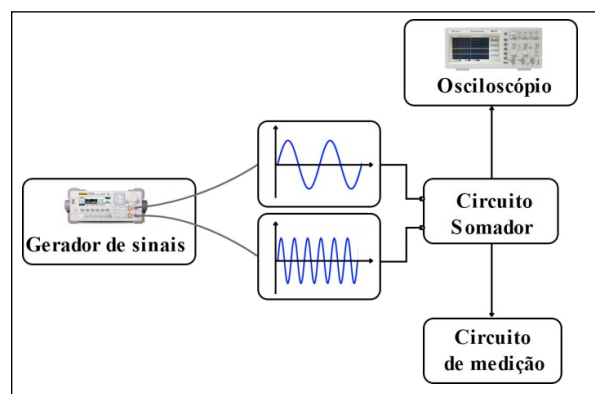 Osciloscópio
Gerador de sinais
Circuito
Somador
Circuito
de medição